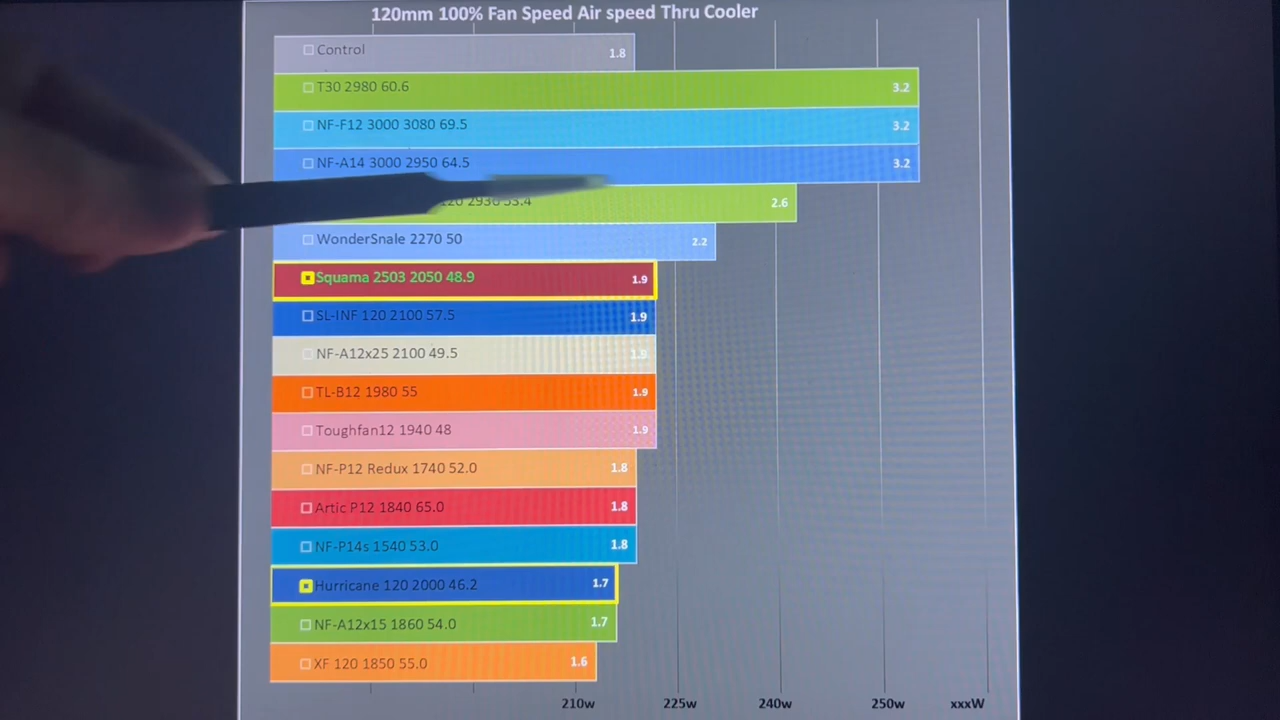 120mm 100% Fan Speed Air speed Thru Cooler
Control 1.8
T30 2980 60.6 3.2
NF-F12 3000 3080 69.5 3.2
NF-A14 3000 2950 64.5 3.2
120 2930 53.4 2.6
WonderSnale 2270 50 2.2
Squama 2503 2050 48.9 1.9
SL-INF 120 2100 57.5 1.9
NF-A12x25 2100 49.5 1.9
TL-B12 1980 55 1.9
Toughfan12 1940 48 1.9
NF-P12 Redux 1740 52.0 1.8
Artic P12 1840 65.0 1.8
NF-P14s 1540 53.0 1.8
Hurricane 120 2000 46.2 1.7
NF-A12x15 1860 54.0 1.7
XF 120 1850 55.0 1.6
210w 225w 240w 250w xxxW